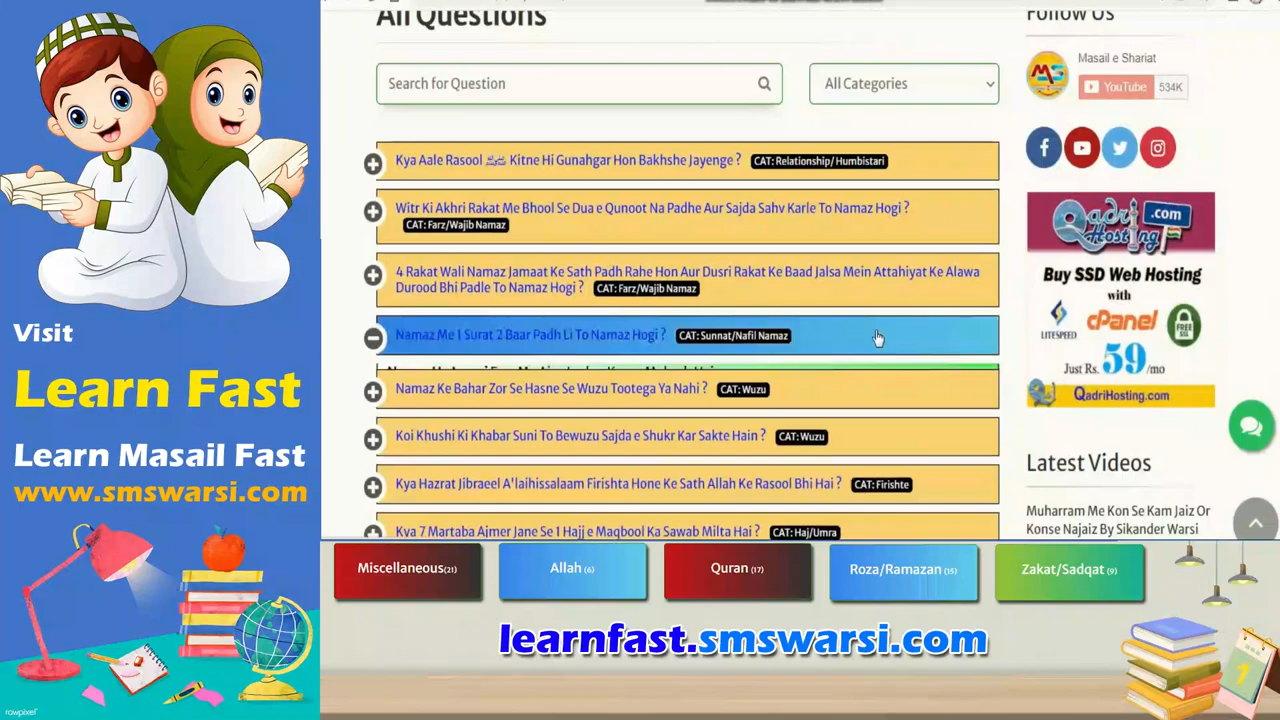 All Questions
Follow Us
Search for Question
All Categories
Masail e Shariat
YouTube 534K
Kya Aale Rasool ﷺ Kitne Hi Gunahgar Hon Bakhshe Jayenge ? CAT: Relationship/ Humbistari
Witr Ki Akhri Rakat Me Bhool Se Dua e Qunoot Na Padhe Aur Sajda Sahv Karle To Namaz Hogi ?
CAT: Farz/Wajib Namaz
4 Rakat Wali Namaz Jamaat Ke Sath Padh Rahe Hon Aur Dusri Rakat Ke Baad Jalsa Mein Attahiyat Ke Alawa
Durood Bhi Padle To Namaz Hogi ? CAT: Farz/Wajib Namaz
Namaz Me 1 Surat 2 Baar Padh Li To Namaz Hogi ? CAT: Sunnat/Nafil Namaz
Namaz Ke Bahar Zor Se Hasne Se Wuzu Tootega Ya Nahi ? CAT: Wuzu
Koi Khushi Ki Khabar Suni To Bewuzu Sajda e Shukr Kar Sakte Hain ? CAT: Wuzu
Kya Hazrat Jibraeel A'laihissalaam Firishta Hone Ke Sath Allah Ke Rasool Bhi Hai ? CAT: Firishte
Kya 7 Martaba Ajmer Jane Se 1 Hajj e Maqbool Ka Sawab Milta Hai ? CAT: Haj/Umra
Qadri .com
Hosting
Buy SSD Web Hosting
with
LITESPEED
cPanel
FREE
SSL
Just Rs. 59/mo
QadriHosting.com
Latest Videos
Muharram Me Kon Se Kam Jaiz Or
Konse Najaiz By Sikander Warsi
Visit
Learn Fast
Learn Masail Fast
www.smswarsi.com
Miscellaneous(21)
Allah (6)
Quran (17)
Roza/Ramazan (15)
Zakat/Sadqat (9)
learnfast.smswarsi.com
rawpixel